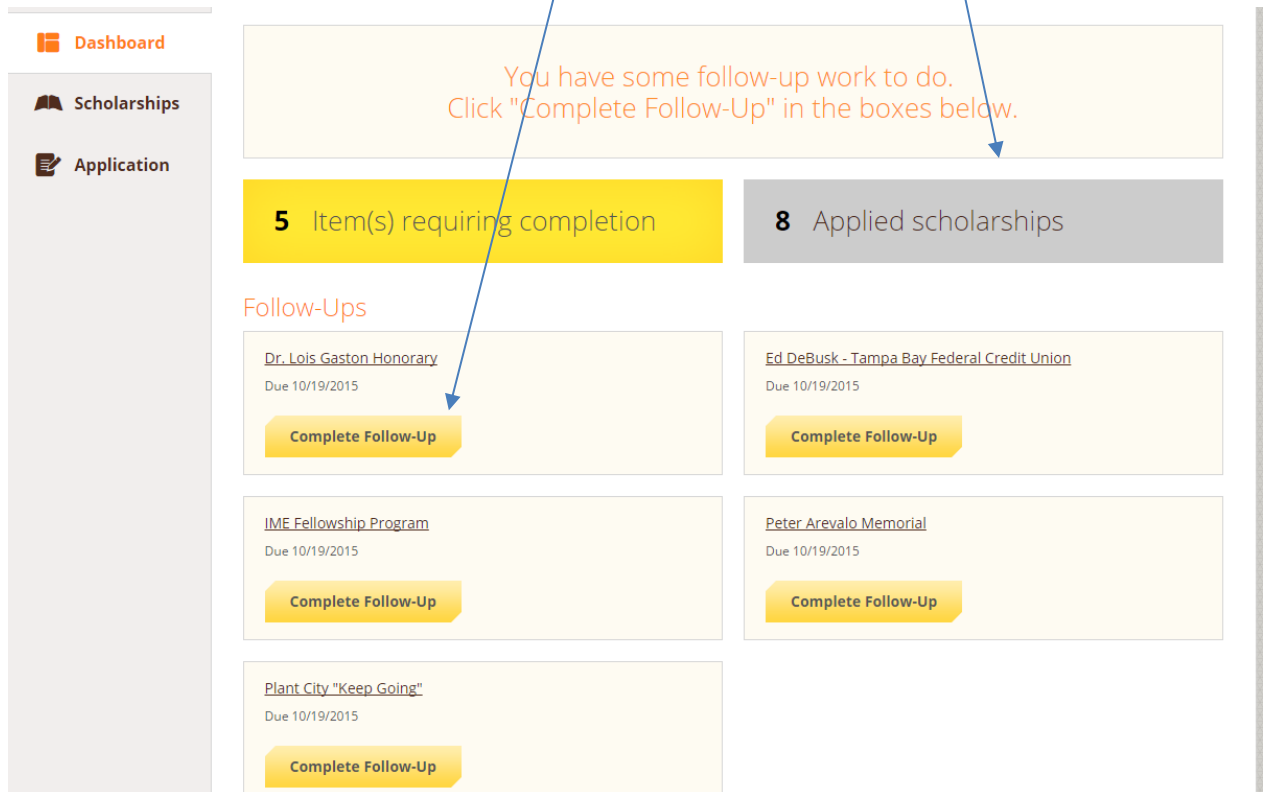 Dashboard
Scholarships
Application
You have some follow-up work to do.
Click "Complete Follow-Up" in the boxes below.
5 Item(s) requiring completion
8 Applied scholarships
Follow-Ups
Dr. Lois Gaston Honorary
Due 10/19/2015
Complete Follow-Up
Ed DeBusk - Tampa Bay Federal Credit Union
Due 10/19/2015
Complete Follow-Up
IME Fellowship Program
Due 10/19/2015
Complete Follow-Up
Peter Arevalo Memorial
Due 10/19/2015
Complete Follow-Up
Plant City "Keep Going"
Due 10/19/2015
Complete Follow-Up